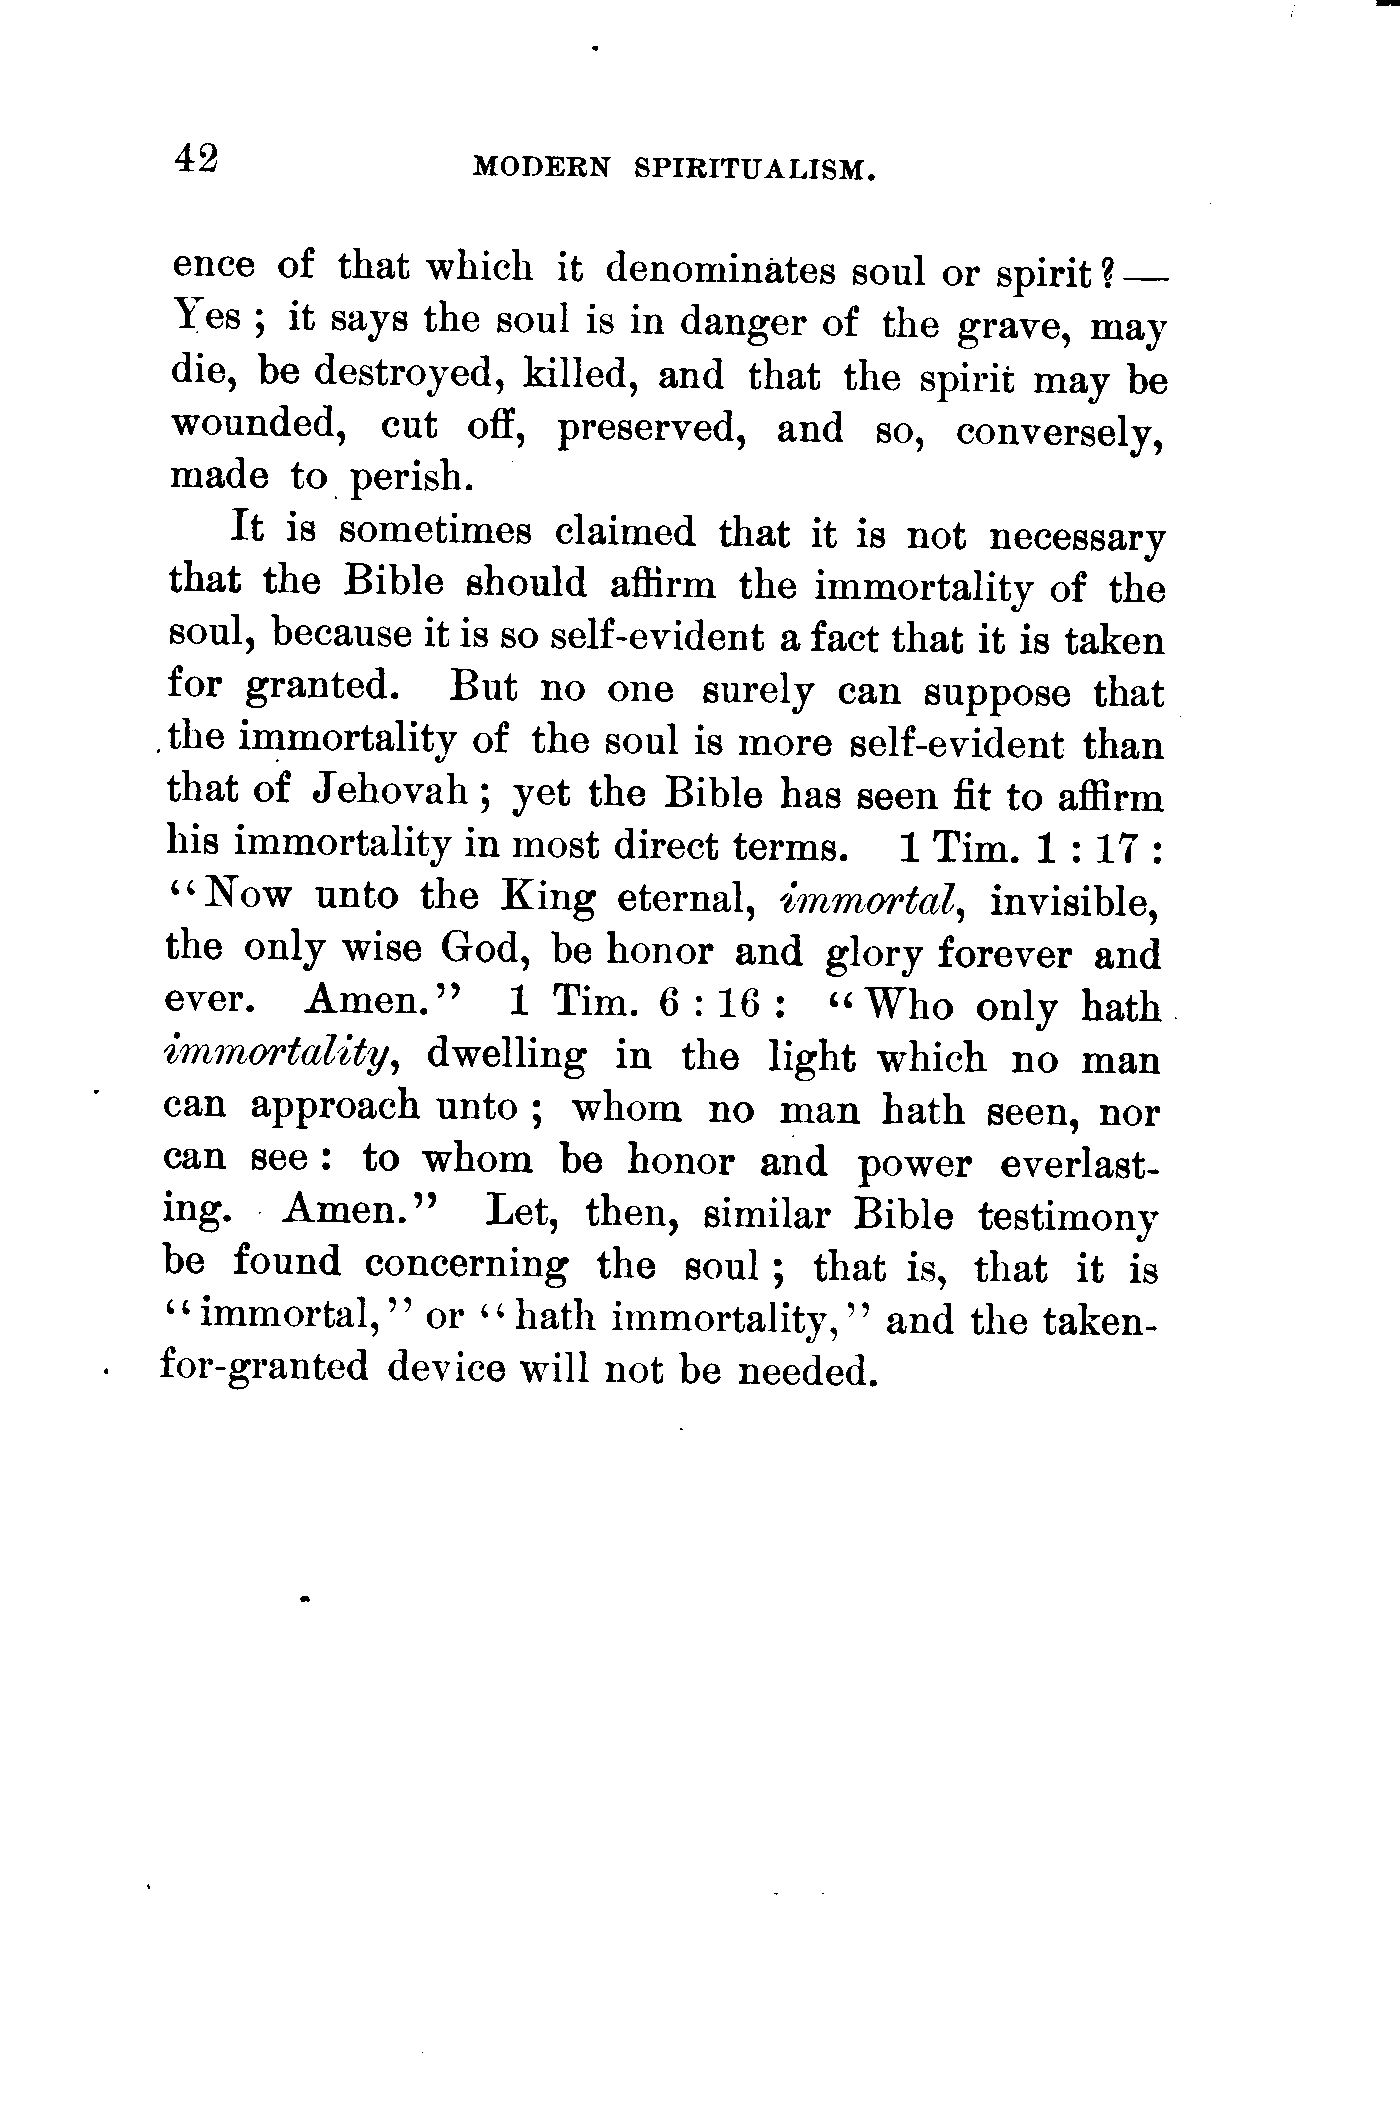 42 MODERN SPIRITUALISM.
ence of that which it denominates soul or spirit?—
Yes; it says the soul is in danger of the grave, may
die, be destroyed, killed, and that the spirit may be
wounded, cut off, preserved, and so, conversely,
made to perish.
It is sometimes claimed that it is not necessary
that the Bible should affirm the immortality of the
soul, because it is so self-evident a fact that it is taken
for granted. But no one surely can suppose that
the immortality of the soul is more self-evident than
that of Jehovah; yet the Bible has seen fit to affirm
his immortality in most direct terms. 1 Tim. 1 : 17 :
“Now unto the King eternal, immortal, invisible,
the only wise God, be honor and glory forever and
ever. Amen.” 1 Tim. 6 : 16 : “Who only hath
immortality, dwelling in the light which no man
can approach unto; whom no man hath seen, nor
can see: to whom be honor and power everlast-
ing. Amen.” Let, then, similar Bible testimony
be found concerning the soul; that is, that it is
“immortal,” or “hath immortality,” and the taken-
for-granted device will not be needed.